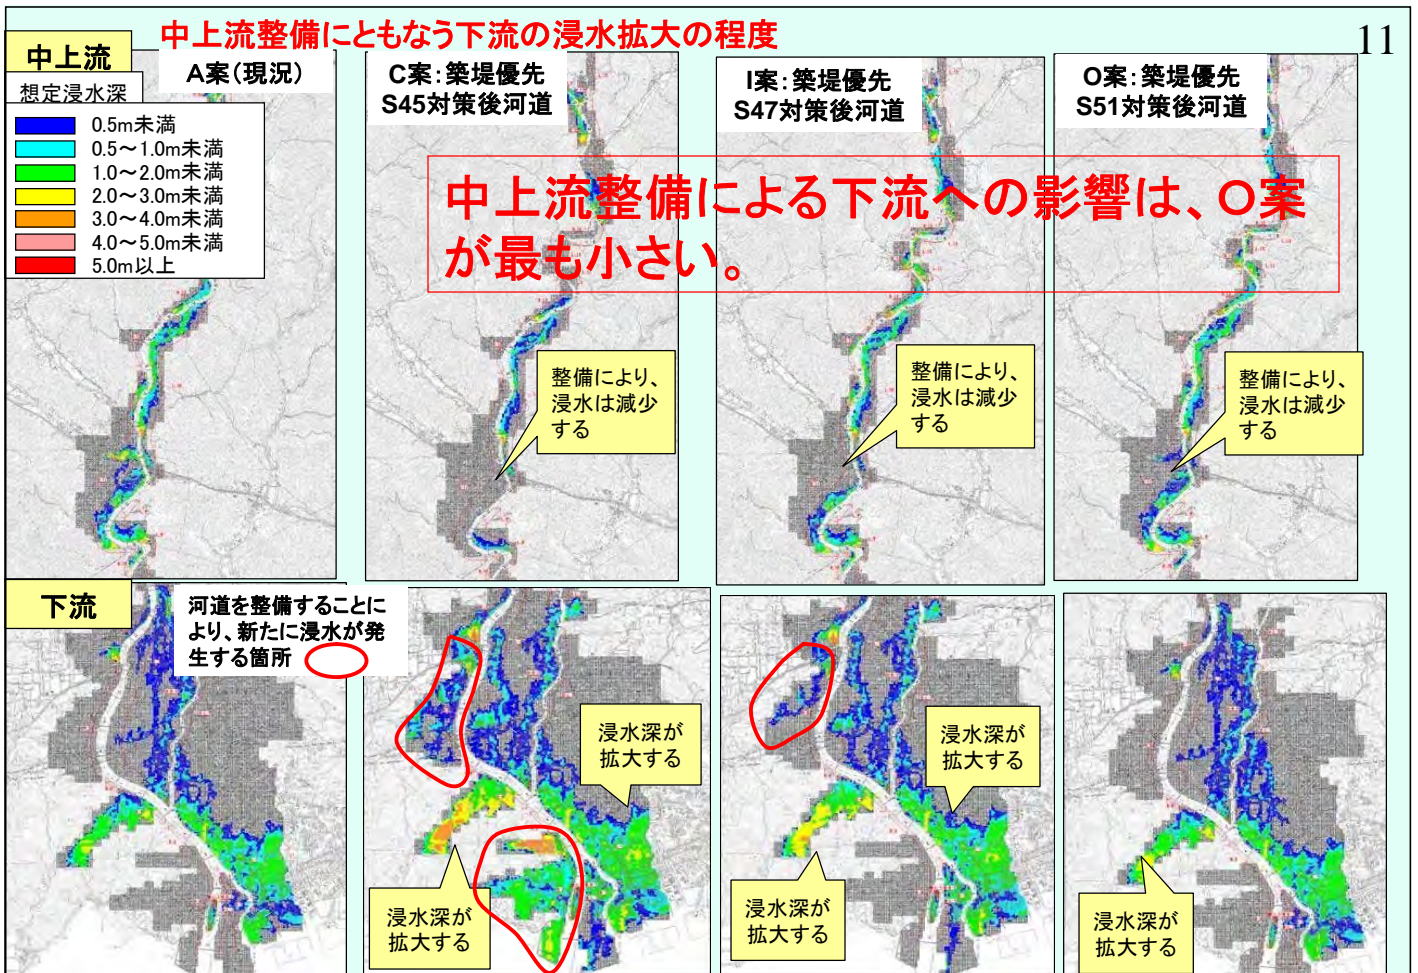 中上流整備にともなう下流の浸水拡大の程度
11
中上流
想定浸水深
0.5m未満
0.5～1.0m未満
1.0～2.0m未満
2.0～3.0m未満
3.0～4.0m未満
4.0～5.0m未満
5.0m以上
A案(現況)
C案:築堤優先
S45対策後河道
I案:築堤優先
S47対策後河道
O案:築堤優先
S51対策後河道
中上流整備による下流への影響は、O案
が最も小さい。
整備により、
浸水は減少
する
整備により、
浸水は減少
する
整備により、
浸水は減少
する
下流
河道を整備することに
より、新たに浸水が発
生する箇所
浸水深が
拡大する
浸水深が
拡大する
浸水深が
拡大する
浸水深が
拡大する
浸水深が
拡大する